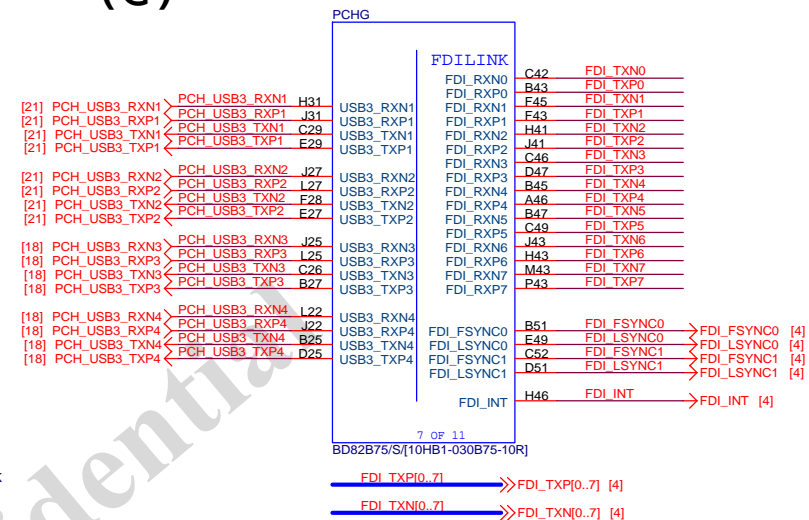 (G)
PCHG
FDILINK
[21] PCH_USB3_RXN1 PCH_USB3_RXN1 H31 USB3_RXN1
[21] PCH_USB3_RXP1 PCH_USB3_RXP1 J31 USB3_RXP1
[21] PCH_USB3_TXN1 PCH_USB3_TXN1 C29 USB3_TXN1
[21] PCH_USB3_TXP1 PCH_USB3_TXP1 E29 USB3_TXP1
[21] PCH_USB3_RXN2 PCH_USB3_RXN2 J27 USB3_RXN2
[21] PCH_USB3_RXP2 PCH_USB3_RXP2 L27 USB3_RXP2
[21] PCH_USB3_TXN2 PCH_USB3_TXN2 F28 USB3_TXN2
[21] PCH_USB3_TXP2 PCH_USB3_TXP2 E27 USB3_TXP2
[18] PCH_USB3_RXN3 PCH_USB3_RXN3 J25 USB3_RXN3
[18] PCH_USB3_RXP3 PCH_USB3_RXP3 L25 USB3_RXP3
[18] PCH_USB3_TXN3 PCH_USB3_TXN3 C26 USB3_TXN3
[18] PCH_USB3_TXP3 PCH_USB3_TXP3 B27 USB3_TXP3
[18] PCH_USB3_RXN4 PCH_USB3_RXN4 L22 USB3_RXN4
[18] PCH_USB3_RXP4 PCH_USB3_RXP4 J22 USB3_RXP4
[18] PCH_USB3_TXN4 PCH_USB3_TXN4 B25 USB3_TXN4
[18] PCH_USB3_TXP4 PCH_USB3_TXP4 D25 USB3_TXP4
FDI_RXN0 C42 FDI_TXN0
FDI_RXP0 B43 FDI_TXP0
FDI_RXN1 F45 FDI_TXN1
FDI_RXP1 F43 FDI_TXP1
FDI_RXN2 H41 FDI_TXN2
FDI_RXP2 J41 FDI_TXP2
FDI_RXN3 C46 FDI_TXN3
FDI_RXP3 D47 FDI_TXP3
FDI_RXN4 B45 FDI_TXN4
FDI_RXP4 A46 FDI_TXP4
FDI_RXN5 B47 FDI_TXN5
FDI_RXP5 C49 FDI_TXP5
FDI_RXN6 J43 FDI_TXN6
FDI_RXP6 H43 FDI_TXP6
FDI_RXN7 M43 FDI_TXN7
FDI_RXP7 P43 FDI_TXP7
FDI_FSYNC0 B51 FDI_FSYNC0 FDI_FSYNC0 [4]
FDI_LSYNC0 E49 FDI_LSYNC0 FDI_LSYNC0 [4]
FDI_FSYNC1 C52 FDI_FSYNC1 FDI_FSYNC1 [4]
FDI_LSYNC1 D51 FDI_LSYNC1 FDI_LSYNC1 [4]
FDI_INT H46 FDI_INT FDI_INT [4]
7 OF 11
BD82B75/S/[10HB1-030B75-10R]
FDI_TXP[0..7] FDI_TXP[0..7] [4]
FDI_TXN[0..7] FDI_TXN[0..7] [4]
dential